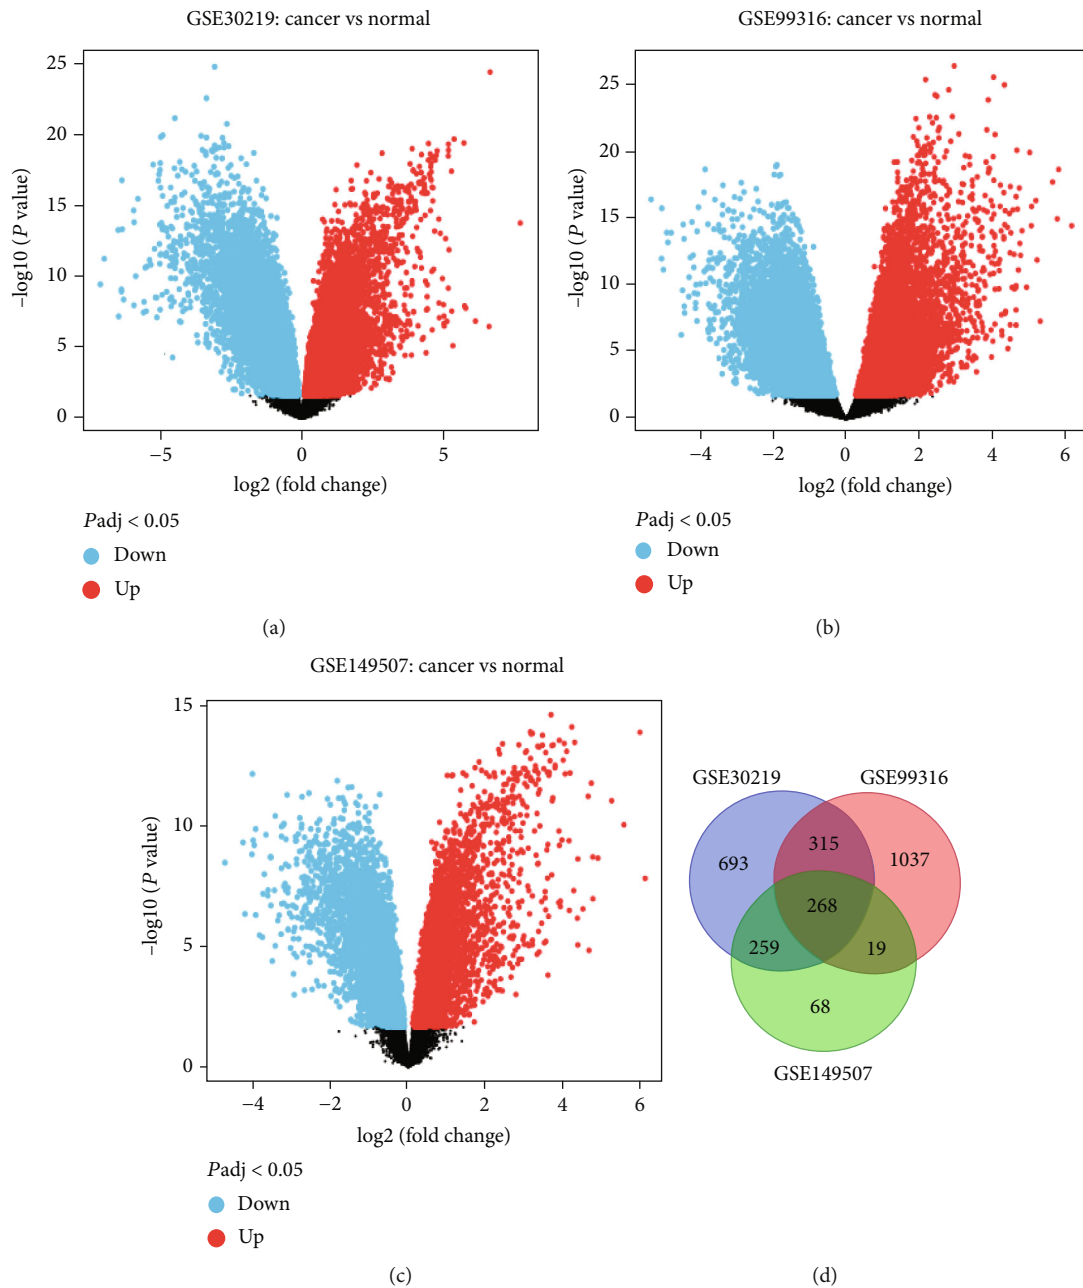 GSE30219: cancer vs normal
25
20
15
10
5
0
−log10 (P value)
−5
0
5
log2 (fold change)
Padj < 0.05
Down
Up
(a)
GSE99316: cancer vs normal
25
20
15
10
5
0
−log10 (P value)
−4
−2
0
2
4
6
log2 (fold change)
Padj < 0.05
Down
Up
(b)
GSE149507: cancer vs normal
15
10
5
0
−log10 (P value)
−4
−2
0
2
4
6
log2 (fold change)
Padj < 0.05
Down
Up
(c)
GSE30219
GSE99316
693
315
1037
268
259
19
68
GSE149507
(d)